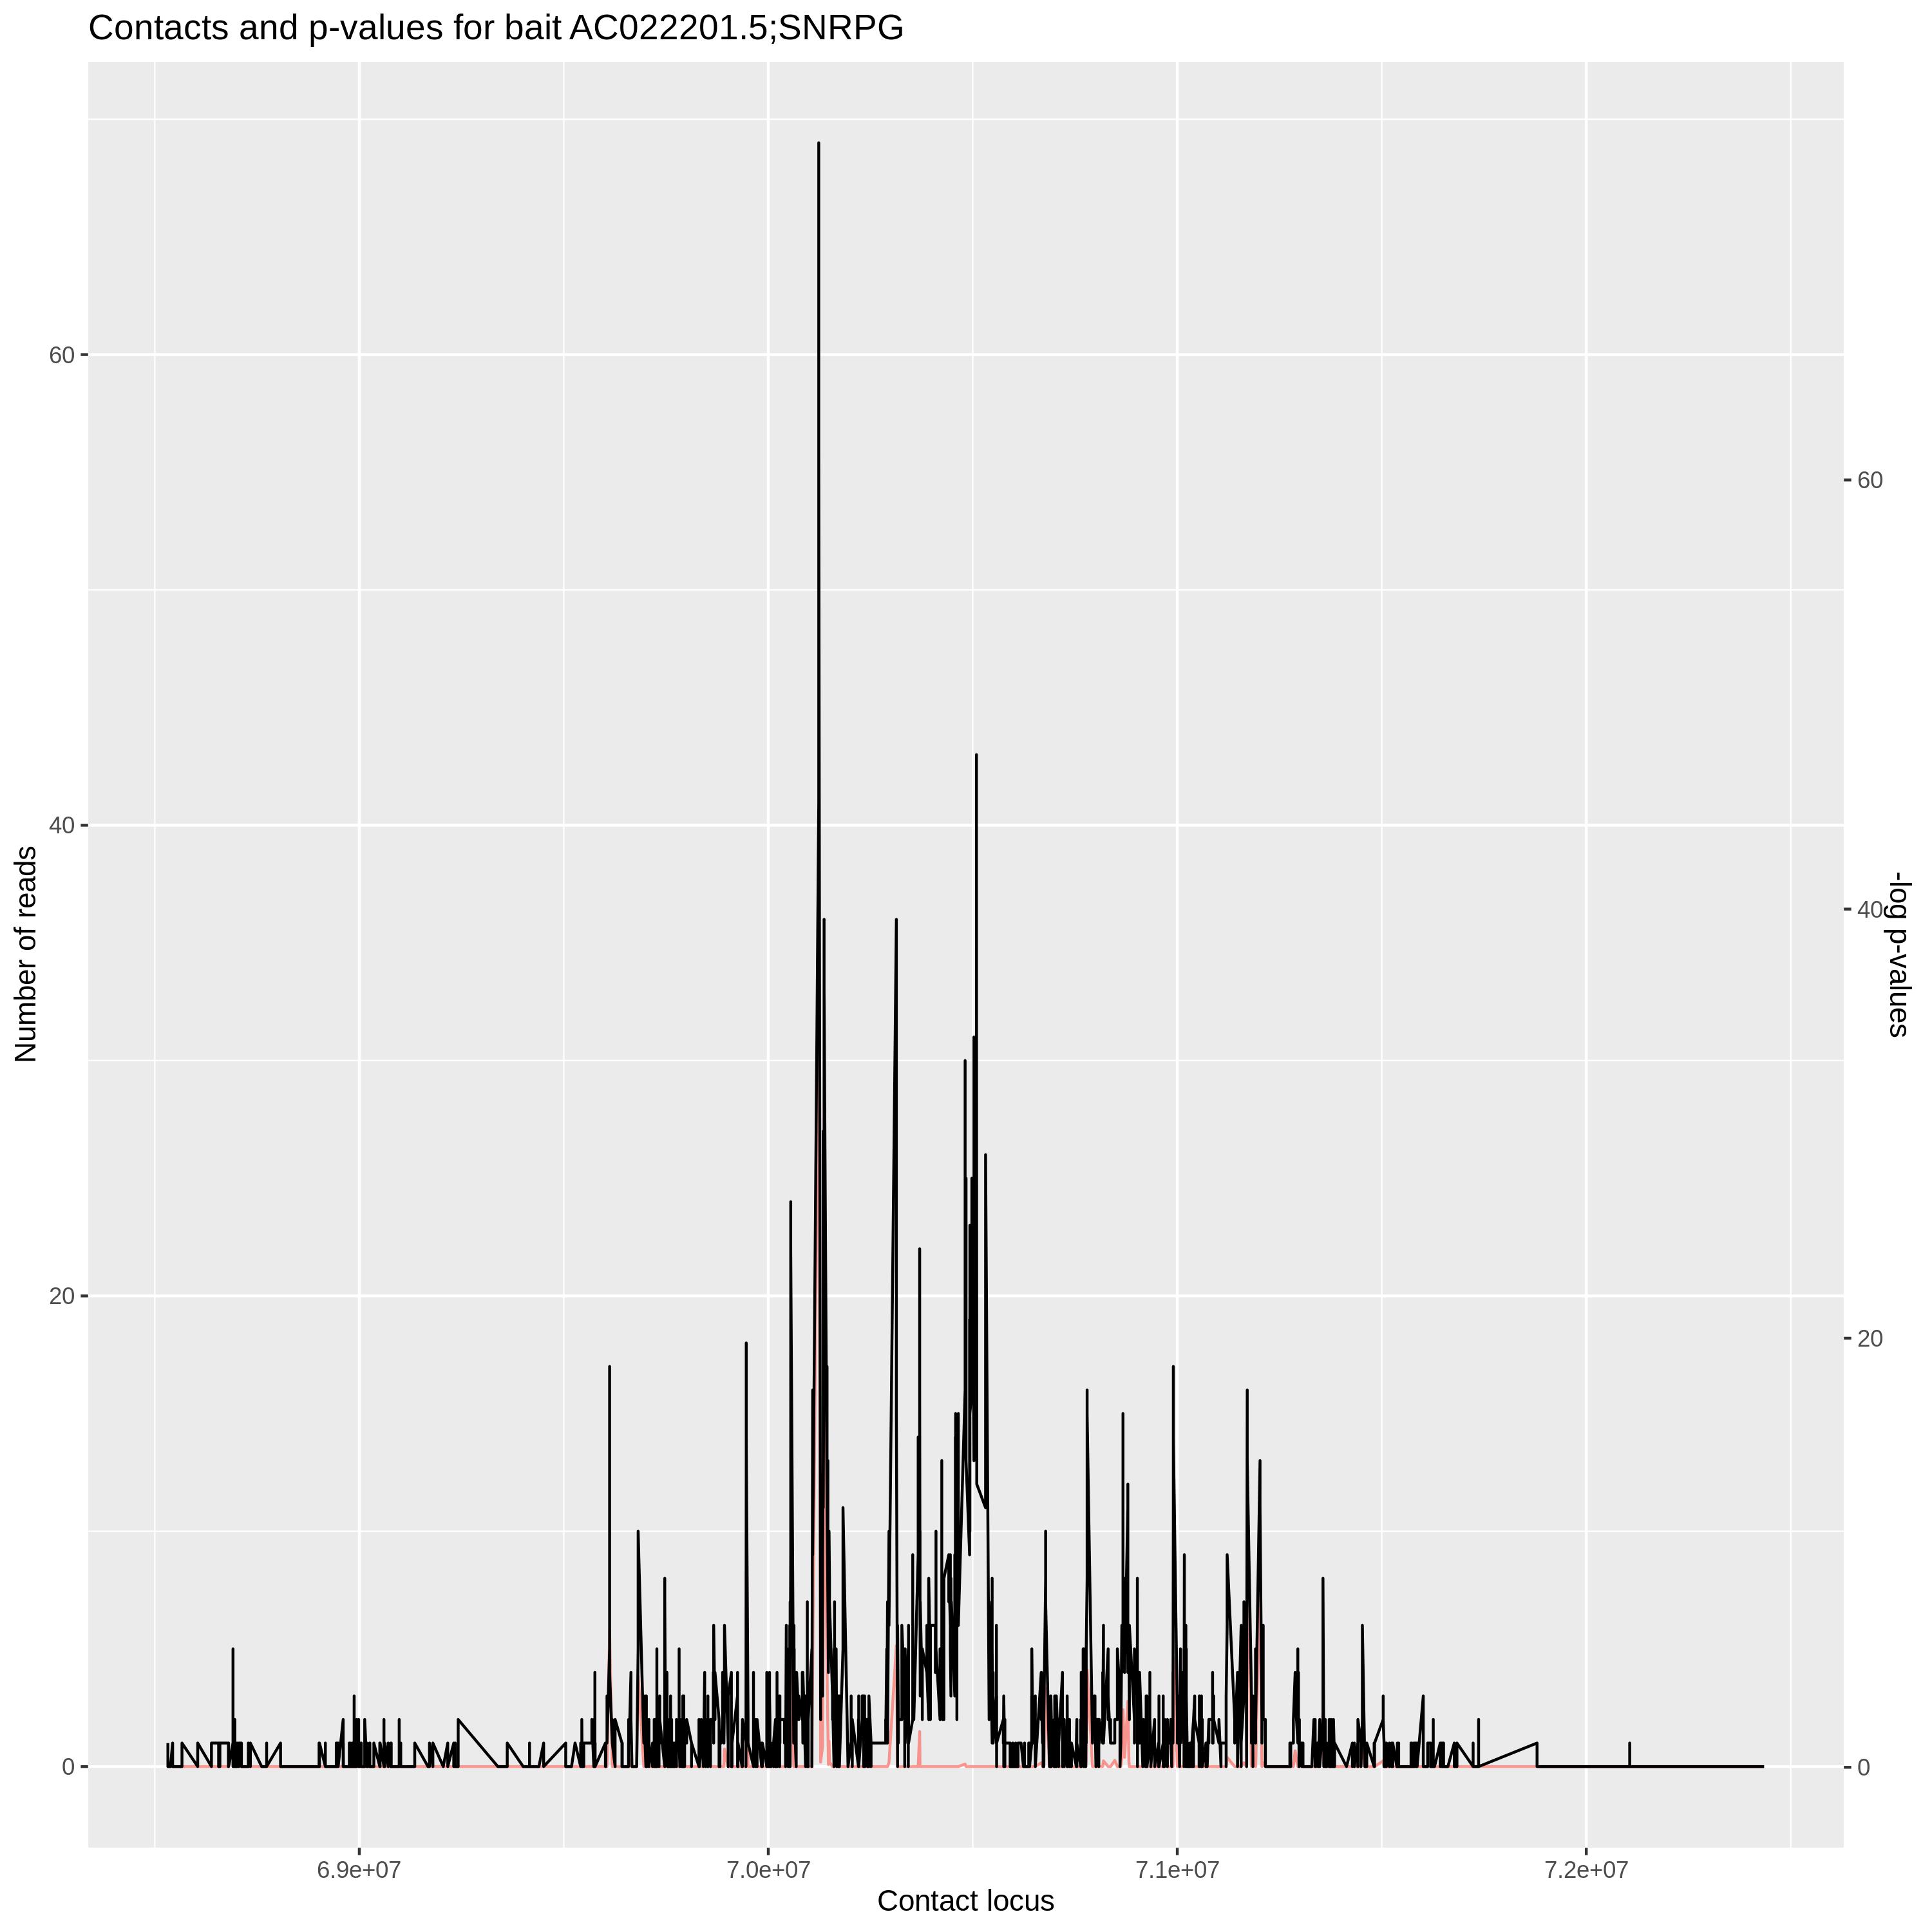 Contacts and p-values for bait AC022201.5;SNRPG
60
40
20
0
Number of reads
60
40
20
0
-log p-values
6.9e+07
7.0e+07
7.1e+07
7.2e+07
Contact locus